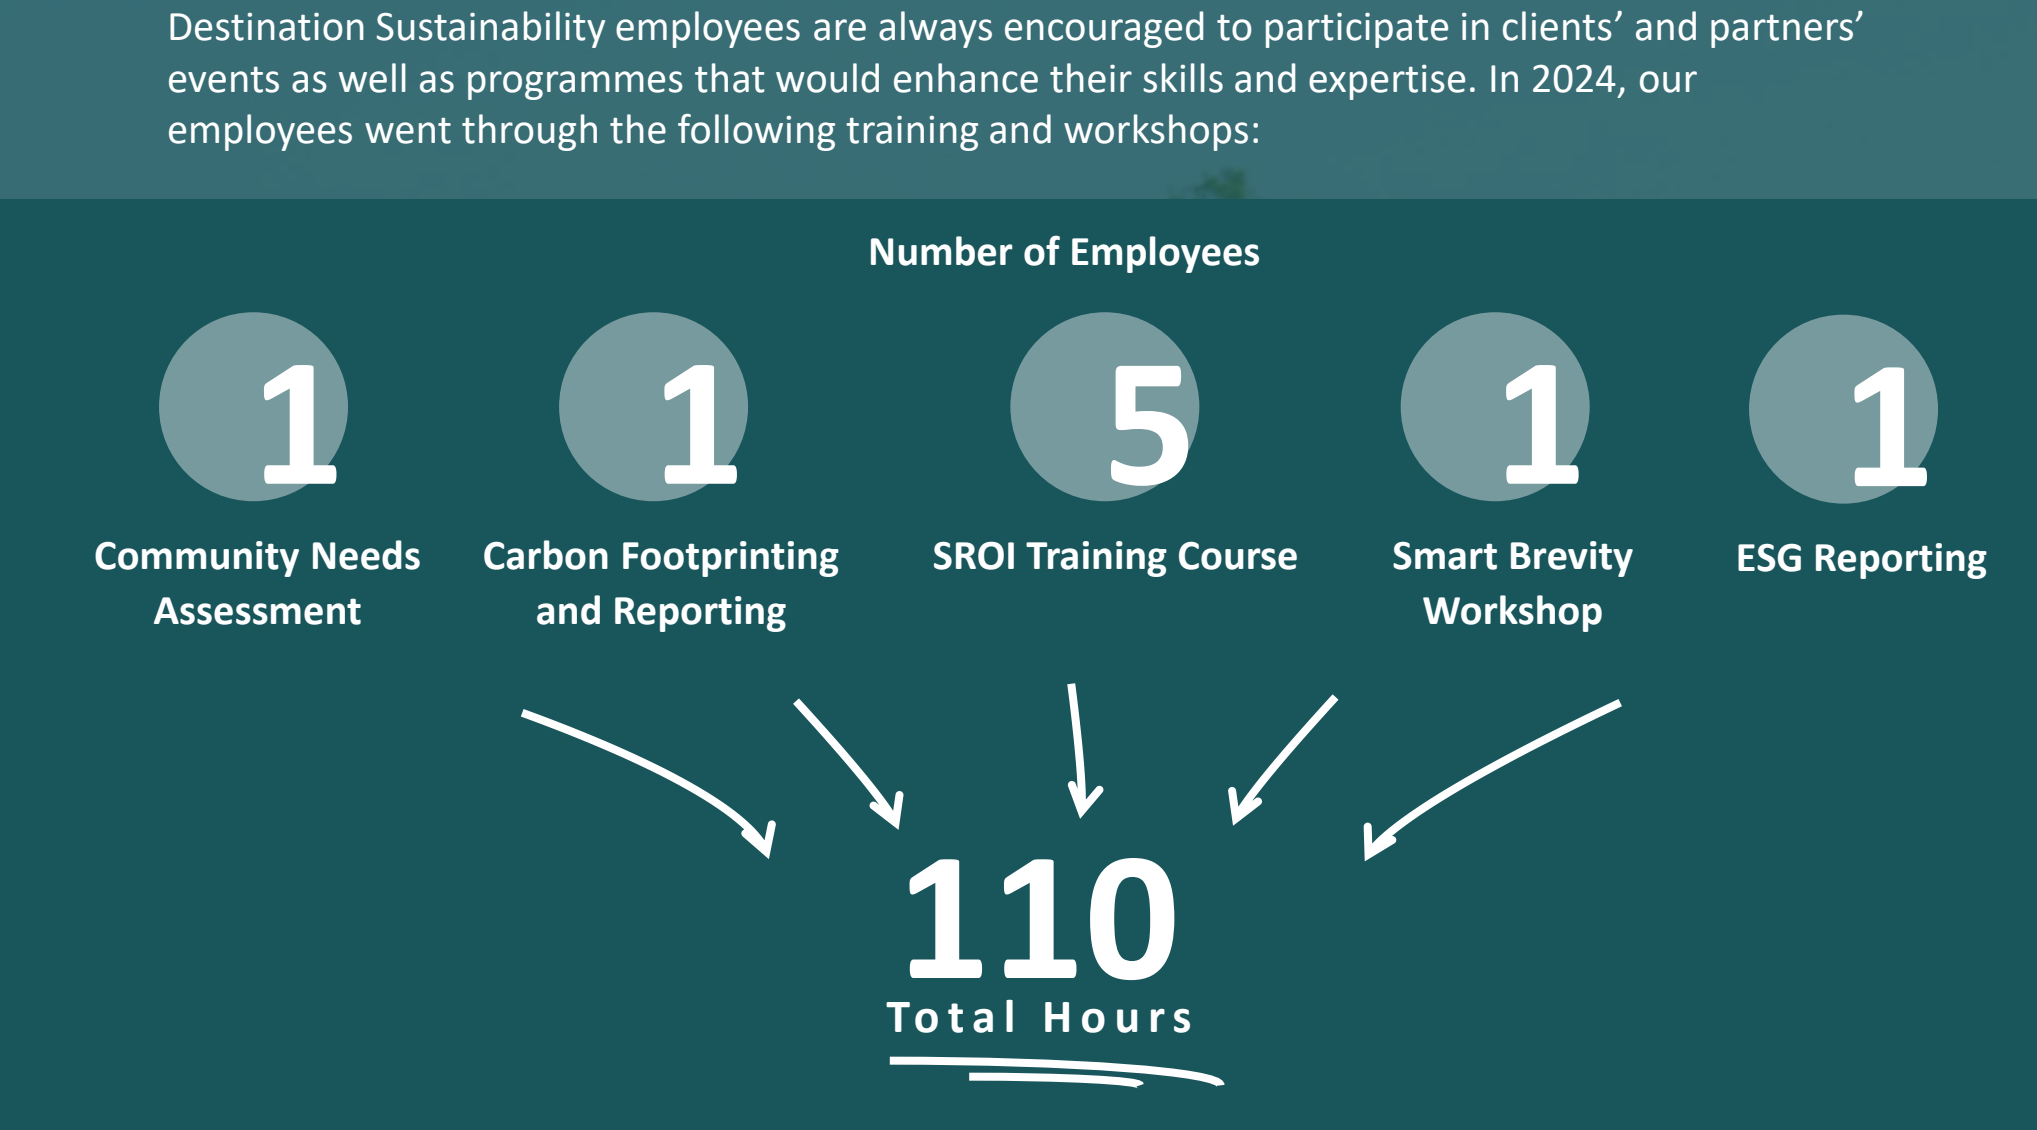 Destination Sustainability employees are always encouraged to participate in clients’ and partners’
events as well as programmes that would enhance their skills and expertise. In 2024, our
employees went through the following training and workshops:
Number of Employees
1
Community Needs
Assessment
1
Carbon Footprinting
and Reporting
5
SROI Training Course
1
Smart Brevity
Workshop
1
ESG Reporting
110
Total Hours